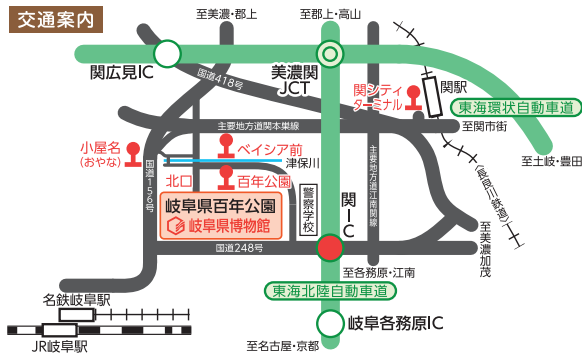 交通案内
至美濃・郡上
至郡上・高山
関広見IC
美濃関
JCT
国道418号
関シティ
ターミナル
関駅
東海環状自動車道
主要地方道関本巣線
至関市街
小屋名
(おやな)
ベイシア前
津保川
至土岐・豊田
国道156号
北口
百年公園
警察学校
関IC
主要地方道江南関線
〈長良川鉄道〉
岐阜県百年公園
岐阜県博物館
国道248号
至美濃加茂
至各務原・江南
東海北陸自動車道
名鉄岐阜駅
JR岐阜駅
岐阜各務原IC
至名古屋・京都